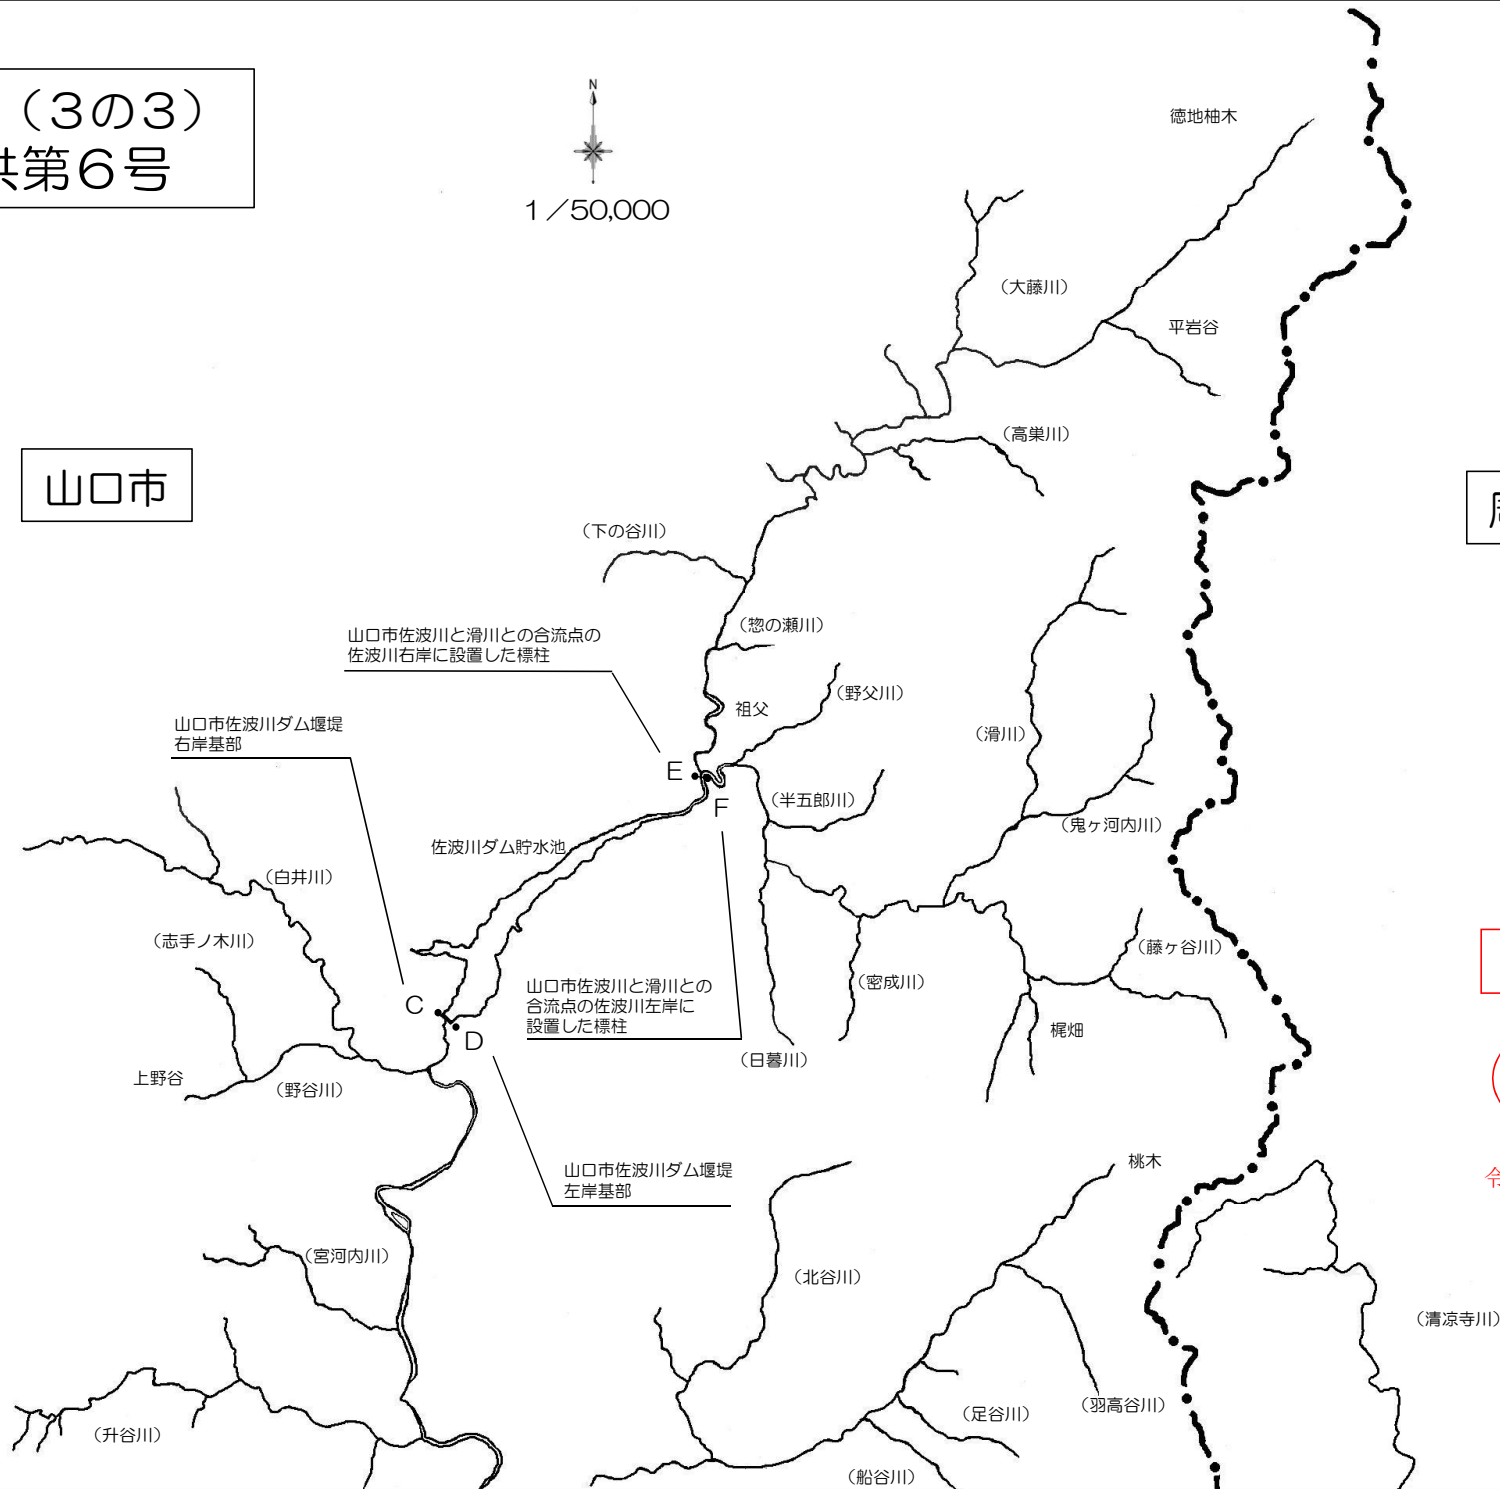 （3の3）
第6号
N
1／50,000
徳地柚木
（大藤川）
平岩谷
（高巣川）
山口市
（下の谷川）
（惣の瀬川）
山口市佐波川と滑川との合流点の
佐波川右岸に設置した標柱
（野父川）
祖父
（滑川）
山口市佐波川ダム堰堤
右岸基部
E
F
（半五郎川）
（鬼ヶ河内川）
佐波川ダム貯水池
（白井川）
（志手ノ木川）
（藤ヶ谷川）
（密成川）
山口市佐波川と滑川との
合流点の佐波川左岸に
設置した標柱
C
D
梶畑
（日暮川）
上野谷
（野谷川）
山口市佐波川ダム堰堤
左岸基部
桃木
（宮河内川）
（北谷川）
（清涼寺川）
（羽高谷川）
（足谷川）
（升谷川）
（船谷川）